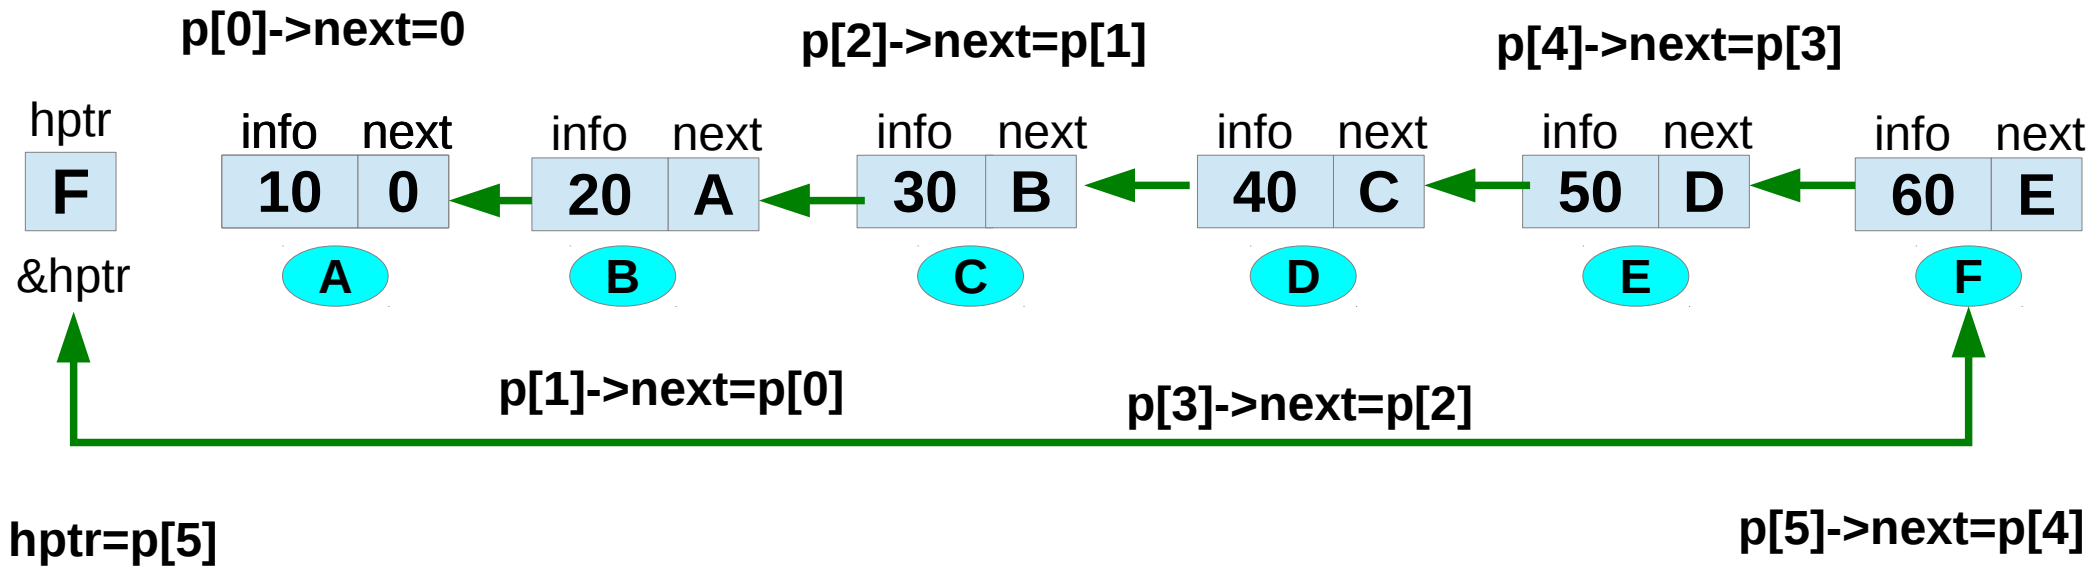 p[0]->next=0 p[2]->next=p[1] p[4]->next=p[3]
hptr info next info next info next info next info next info next
F 10 0 20 A 30 B 40 C 50 D 60 E
&hptr A B C D E F
p[1]->next=p[0] p[3]->next=p[2]
hptr=p[5] p[5]->next=p[4]